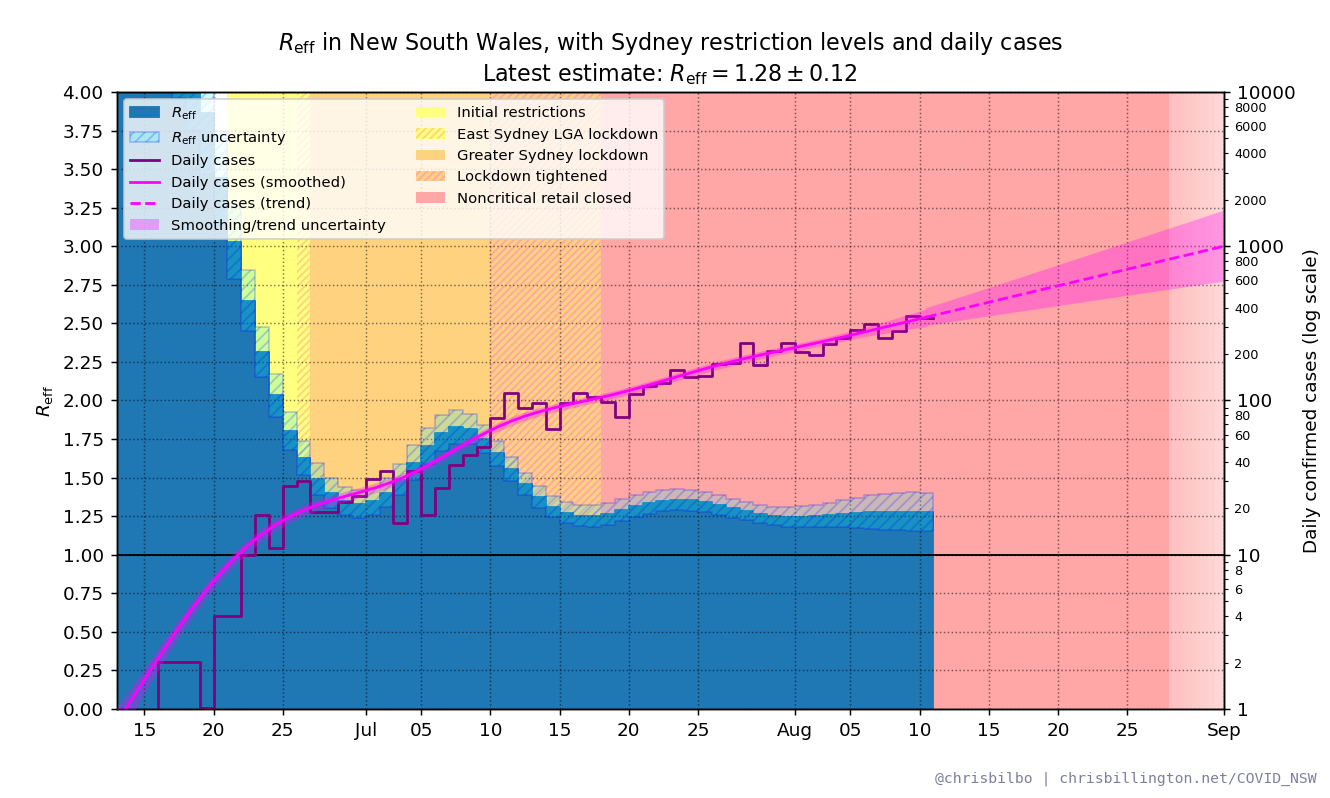 Reff in New South Wales, with Sydney restriction levels and daily cases
Latest estimate: Reff = 1.28 ± 0.12
Reff
Reff uncertainty
Daily cases
Daily cases (smoothed)
Daily cases (trend)
Smoothing/trend uncertainty
Initial restrictions
East Sydney LGA lockdown
Greater Sydney lockdown
Lockdown tightened
Noncritical retail closed
Reff
4.00
3.75
3.50
3.25
3.00
2.75
2.50
2.25
2.00
1.75
1.50
1.25
1.00
0.75
0.50
0.25
0.00
10000
8000
6000
4000
2000
1000
800
600
400
200
100
80
60
40
20
10
8
6
4
2
1
Daily confirmed cases (log scale)
15 20 25 Jul 05 10 15 20 25 Aug 05 10 15 20 25 Sep
@chrisbilbo | chrisbillington.net/COVID_NSW